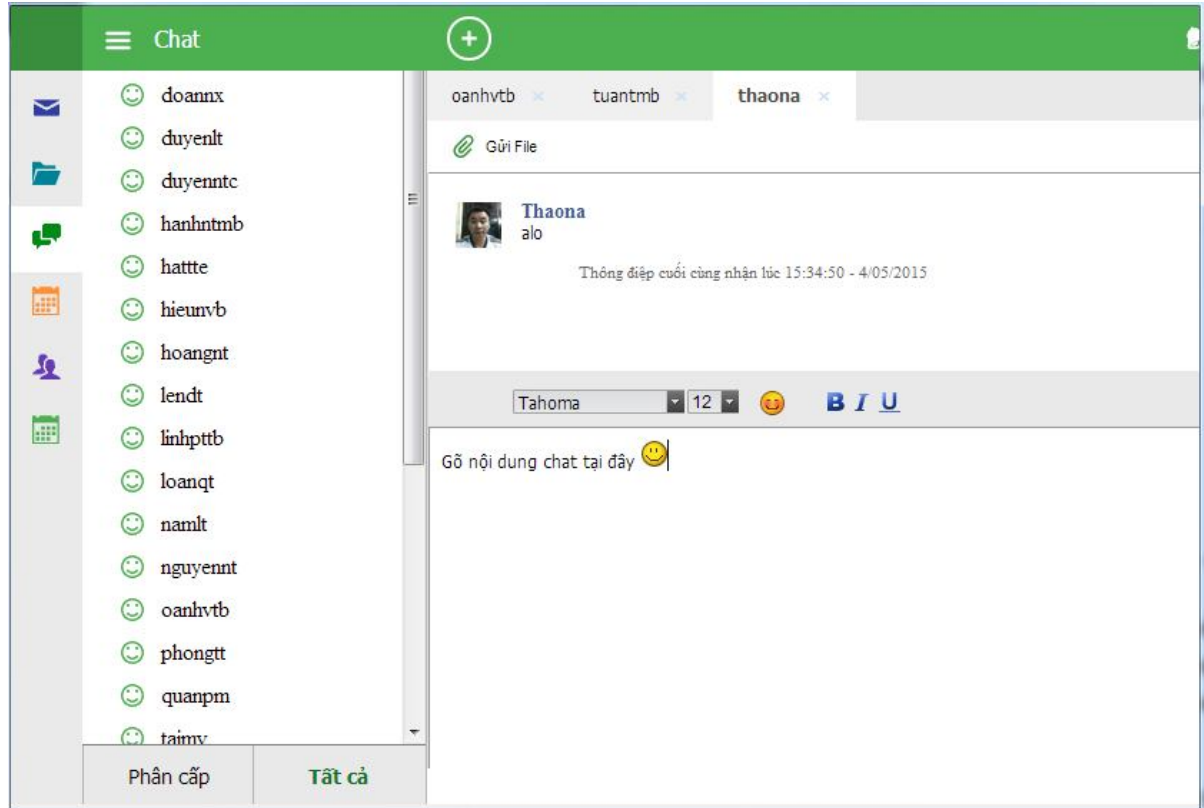 Chat
doannx
duyenlt
duyenntc
hanhntmb
hattte
hieunvb
hoangnt
lendt
linhpttb
loanqt
namlt
nguyennt
oanhvtb
phongtt
quanpm
Phân cấp Tất cả
oanhvtb tuantmb thaona
Gửi File
Thaona
alo
Thông điệp cuối cùng nhận lúc 15:34:50 - 4/05/2015
Tahoma 12 B I U
Gõ nội dung chat tại đây